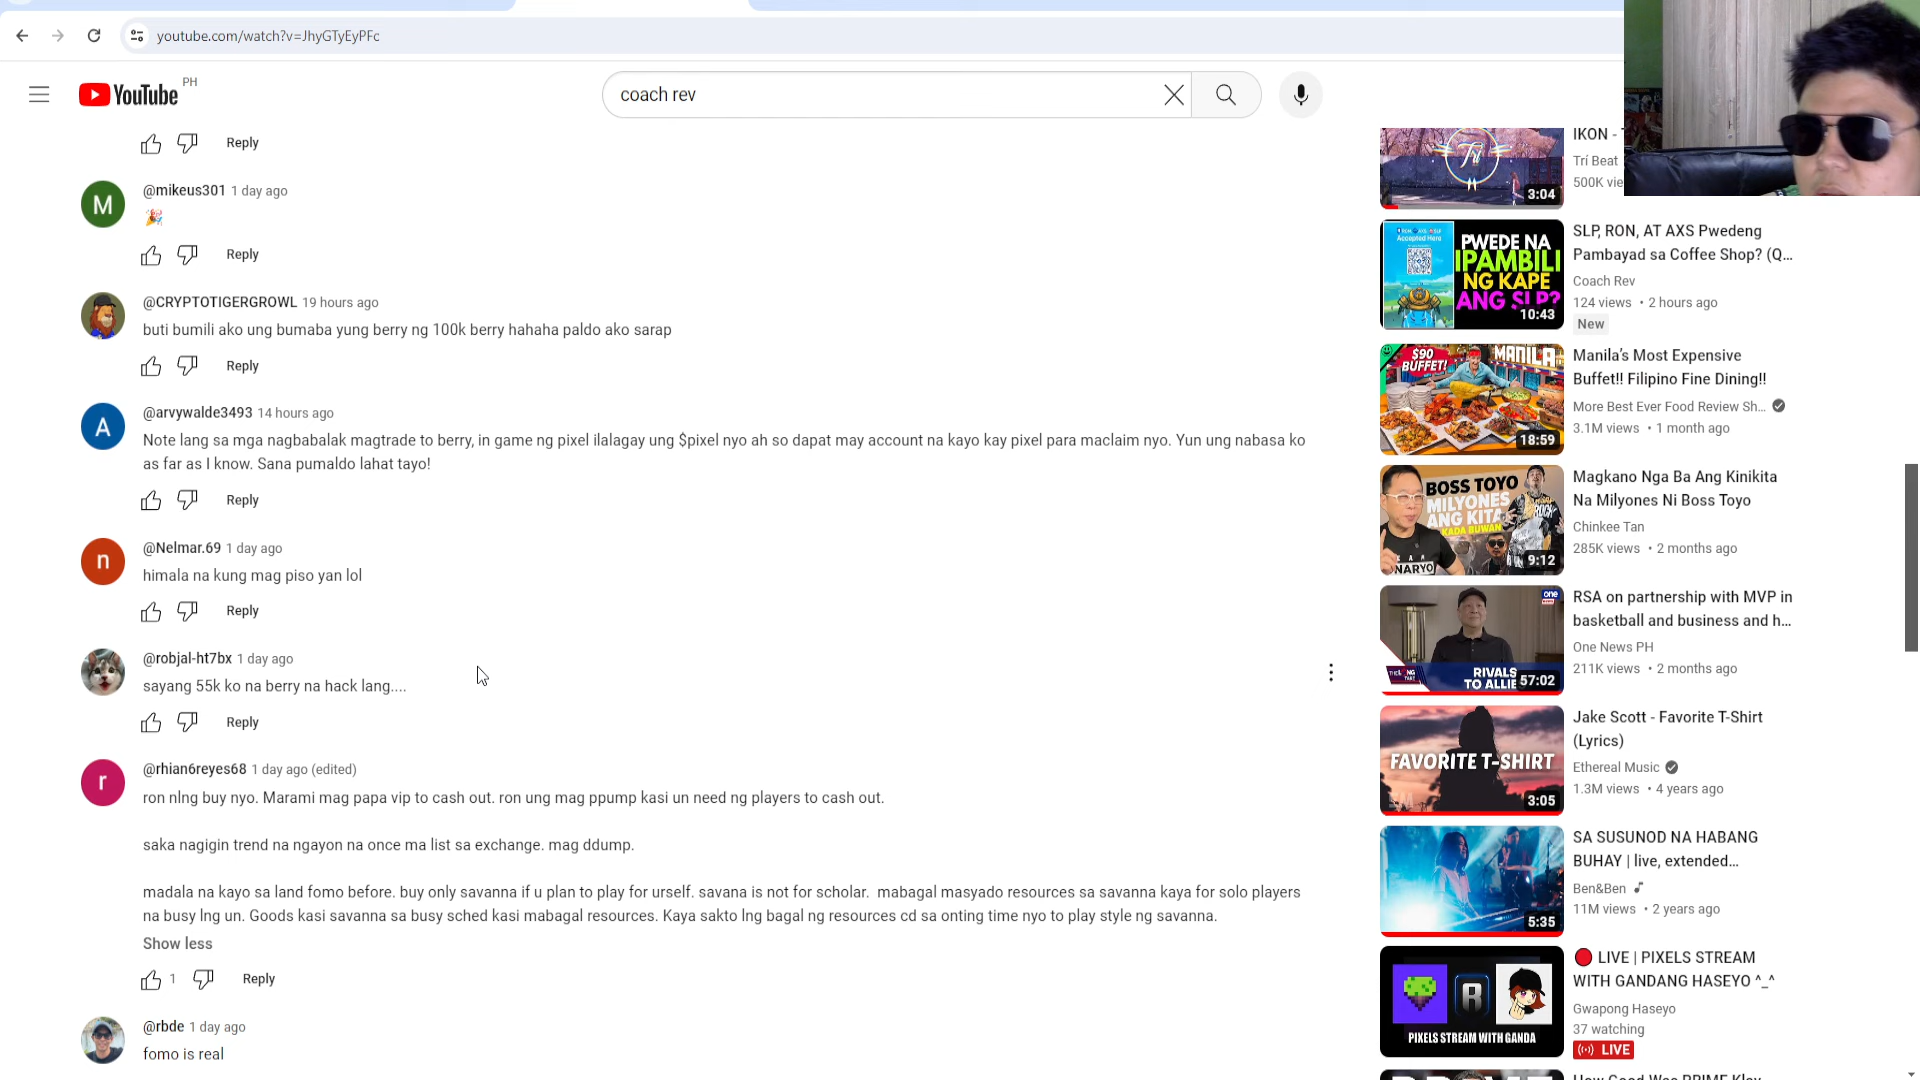 youtube.com/watch?v=JhyGTyEyPFc
YouTube PH
coach rev
Reply
@mikeus301 1 day ago
🎉
Reply
@CRYPTOTIGERGROWL 19 hours ago
buti bumili ako ung bumaba yung berry ng 100k berry hahaha paldo ako sarap
Reply
A
@arvywalde3493 14 hours ago
Note lang sa mga nagbabalak magtrade to berry, in game ng pixel ilalagay ung $pixel nyo ah so dapat may account na kayo kay pixel para maclaim nyo. Yun ung nabasa ko
as far as I know. Sana pumaldo lahat tayo!
Reply
n
@Nelmar.69 1 day ago
himala na kung mag piso yan lol
Reply
@robjal-ht7bx 1 day ago
sayang 55k ko na berry na hack lang....
Reply
r
@rhian6reyes68 1 day ago (edited)
ron nlng buy nyo. Marami mag papa vip to cash out. ron ung mag ppump kasi un need ng players to cash out.
saka nagigin trend na ngayon na once ma list sa exchange. mag ddump.
madala na kayo sa land fomo before. buy only savanna if u plan to play for urself. savana is not for scholar. mabagal masyado resources sa savanna kaya for solo players
na busy lng un. Goods kasi savanna sa busy sched kasi mabagal resources. Kaya sakto lng bagal ng resources cd sa onting time nyo to play style ng savanna.
Show less
1
Reply
@rbde 1 day ago
fomo is real
M
Tri
3:04
IKON -
Trí Beat
500K vie
Accepted Here
PWEDE NA
IPAMBILI
NG KAPE
ANG SLP?
10:43
SLP, RON, AT AXS Pwedeng
Pambayad sa Coffee Shop? (Q...
Coach Rev
124 views • 2 hours ago
New
$90
BUFFET!
MANILA
18:59
Manila's Most Expensive
Buffet!! Filipino Fine Dining!!
More Best Ever Food Review Sh...
3.1M views • 1 month ago
BOSS TOYO
MILYONES
ANG KITA
KADA BUWAN
NARYO
9:12
Magkano Nga Ba Ang Kinikita
Na Milyones Ni Boss Toyo
Chinkee Tan
285K views • 2 months ago
one
RIVALS
TO ALLIE
57:02
RSA on partnership with MVP in
basketball and business and h...
One News PH
211K views • 2 months ago
FAVORITE T-SHIRT
3:05
Jake Scott - Favorite T-Shirt
(Lyrics)
Ethereal Music
1.3M views • 4 years ago
5:35
SA SUSUNOD NA HABANG
BUHAY | live, extended...
Ben&Ben
11M views • 2 years ago
R
PIXELS STREAM WITH GANDA
🔴 LIVE | PIXELS STREAM
WITH GANDANG HASEYO ^_^
Gwapong Haseyo
37 watching
LIVE